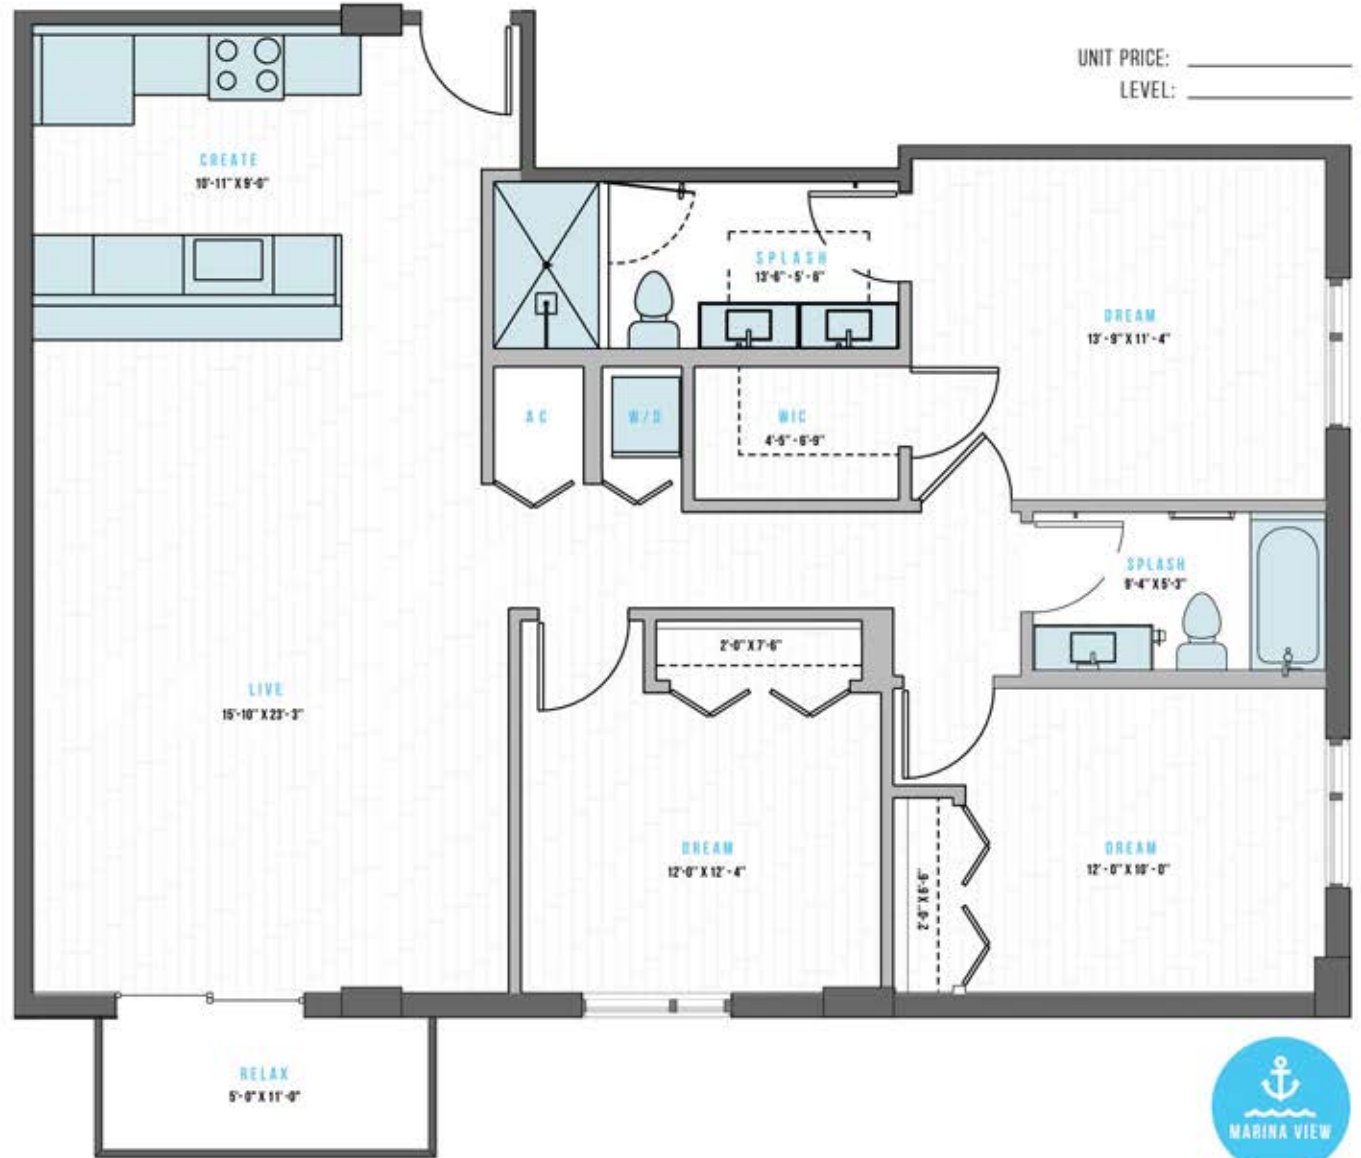 UNIT PRICE:
LEVEL:
CREATE
10'-11" X 9'-0"
SPLASH
13'-6" - 5' - 6"
DREAM
13' - 9" X 11' - 4"
AC
W/D
WIC
4'-5" - 6'-9"
SPLASH
9'-4" X 5'-3"
2'-0" X 7'-6"
LIVE
15'-10" X 23'- 3"
DREAM
12'-0" X 12' - 4"
DREAM
12' - 0" X 10' - 0"
2'-0" X 6'-6"
RELAX
5'- 0" X 11' -0"
MARINA VIEW